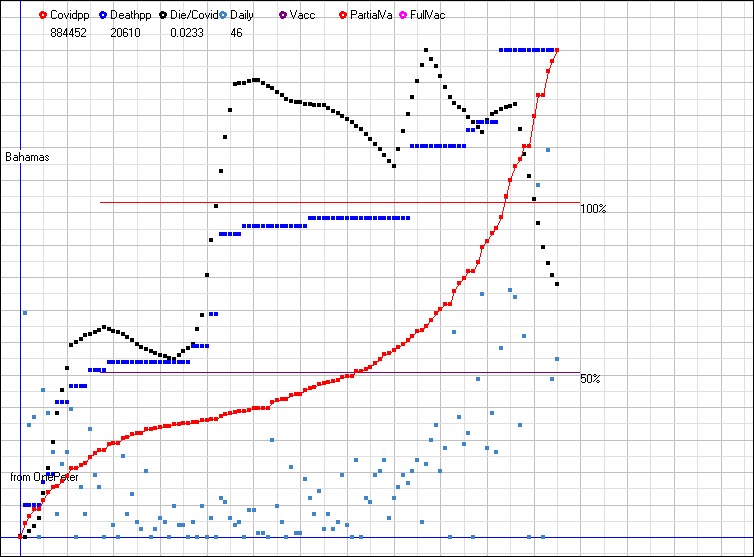 Covidpp Deathpp Die/Covid Daily Vacc PartialVa FullVac
884452 20610 0.0233 46
Bahamas
100%
50%
from OnePeter